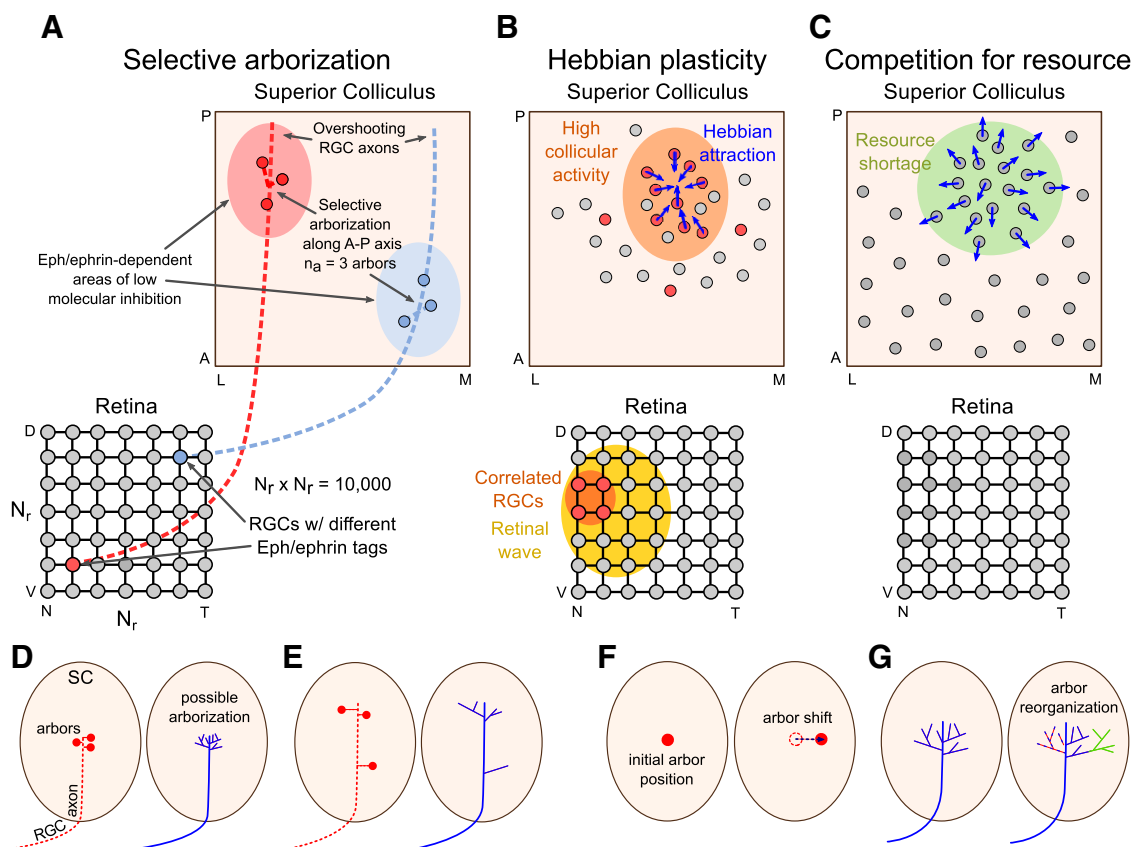 A
Selective arborization
Superior Colliculus
P
Overshooting
RGC axons
Selective
arborization
along A-P axis
na = 3 arbors
Eph/ephrin-dependent
areas of low
molecular inhibition
A
L
M
Retina
D
Nr
Nr x Nr = 10,000
RGCs w/ different
Eph/ephrin tags
V
N
Nr
T
B
Hebbian plasticity
Superior Colliculus
P
High
collicular
activity
Hebbian
attraction
A
L
M
Retina
D
Correlated
RGCs
Retinal
wave
V
N
T
C
Competition for resource
Superior Colliculus
P
Resource
shortage
A
L
M
Retina
D
V
N
T
D
SC
arbors
RGC axon
possible
arborization
E
F
initial arbor
position
arbor shift
G
arbor
reorganization